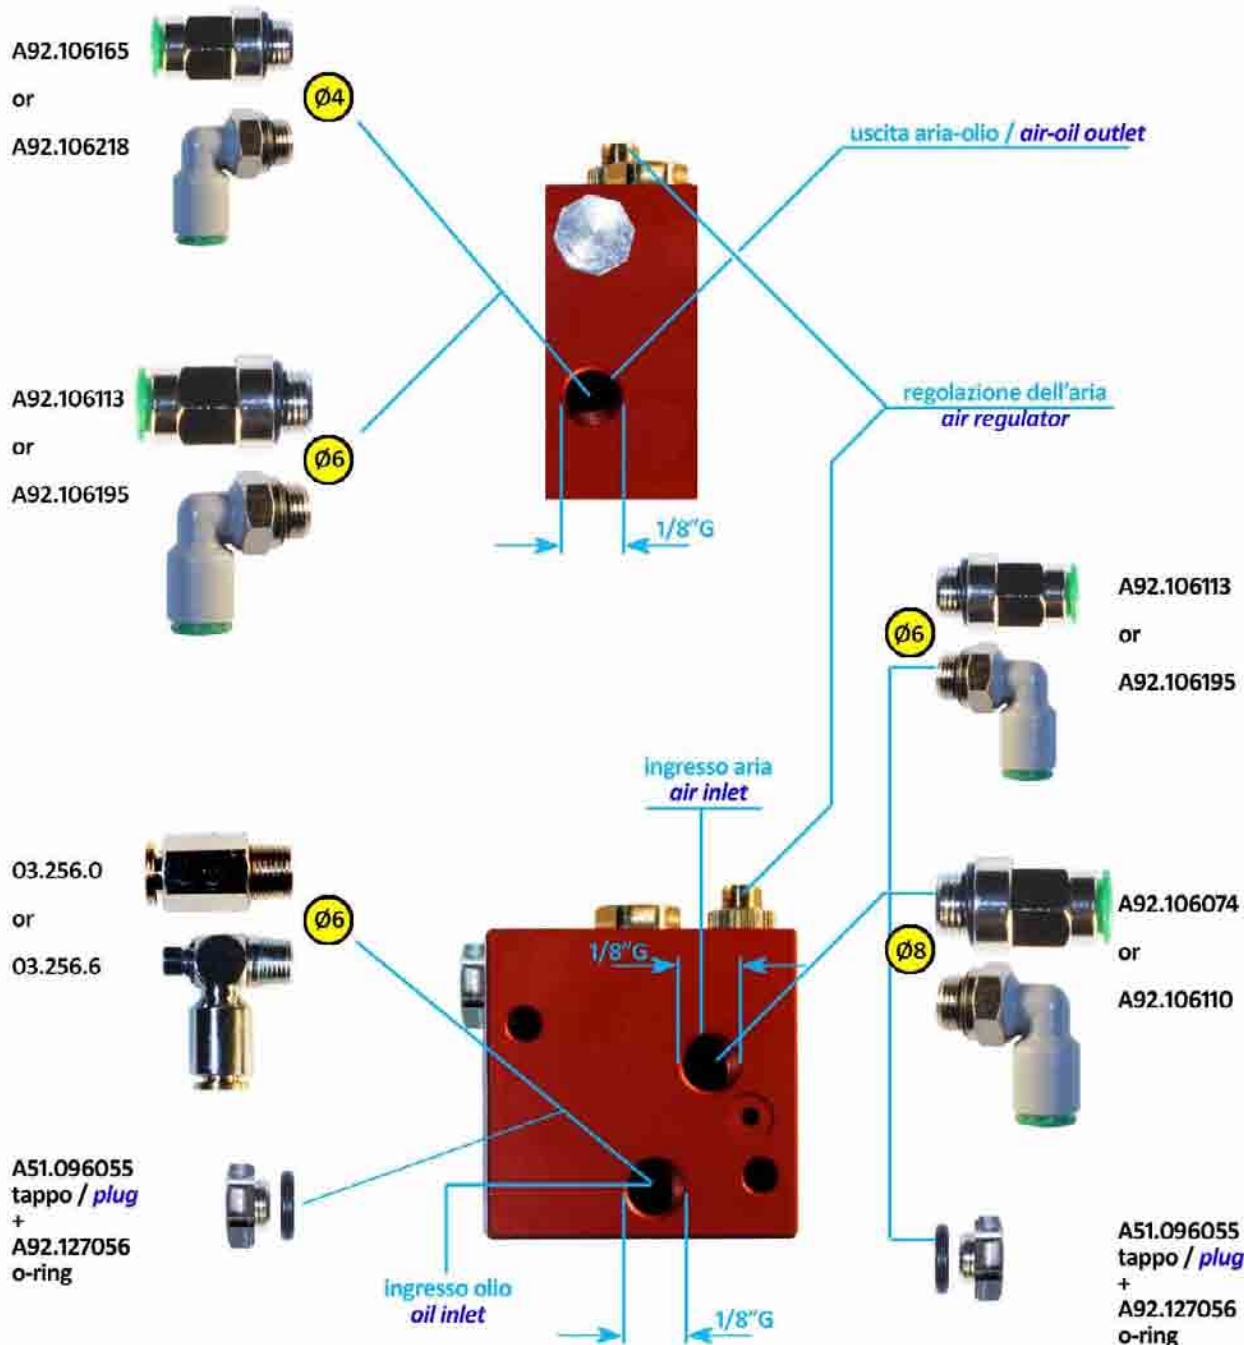 A92.106165
or
A92.106218
Ø4
uscita aria-olio / air-oil outlet
A92.106113
or
A92.106195
Ø6
regolazione dell'aria
air regulator
1/8"G
A92.106113
or
A92.106195
Ø6
ingresso aria
air inlet
03.256.0
or
03.256.6
Ø6
1/8"G
A92.106074
or
A92.106110
Ø8
A51.096055
tappo / plug
+
A92.127056
o-ring
ingresso olio
oil inlet
1/8"G
A51.096055
tappo / plug
+
A92.127056
o-ring